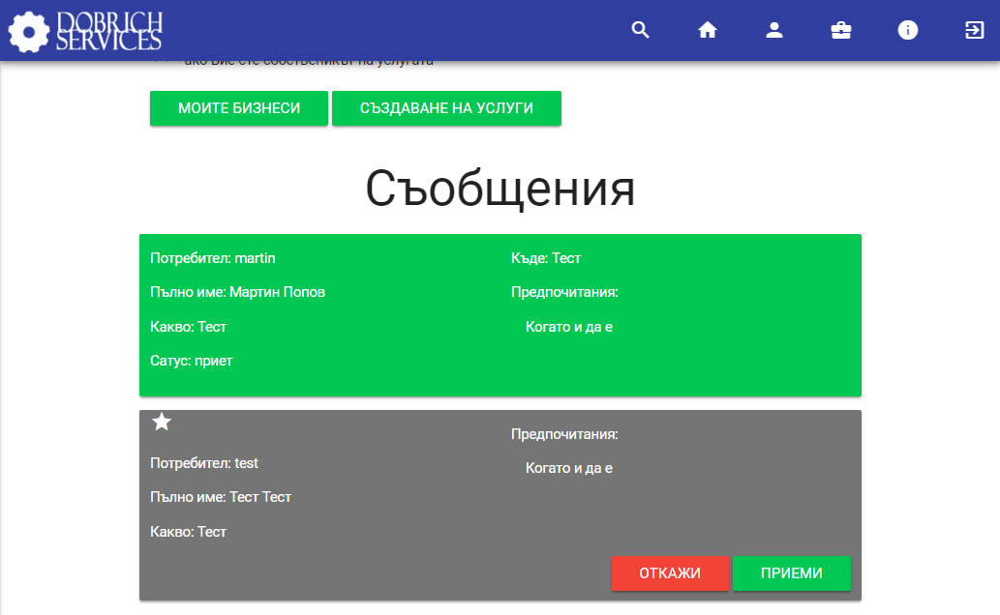 DOBRICH
SERVICES
ако Вие сте собственикът на услугата
МОИТЕ БИЗНЕСИ
СЪЗДАВАНЕ НА УСЛУГИ
Съобщения
Потребител: martin
Пълно име: Мартин Попов
Какво: Тест
Сатус: приет
Къде: Тест
Предпочитания:
Когато и да е
Потребител: test
Пълно име: Тест Тест
Какво: Тест
Предпочитания:
Когато и да е
ОТКАЖИ
ПРИЕМИ